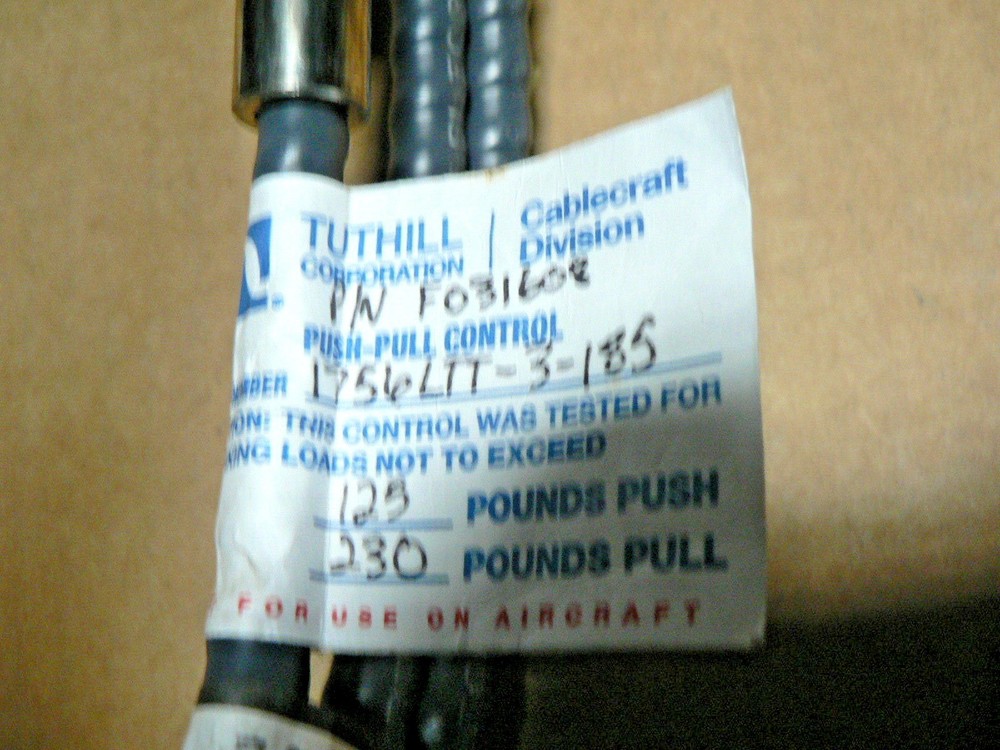 TUTHILL
CORPORATION
Cablecraft
Division
P/N F031608
PUSH-PULL CONTROL
1756LTT-3-185
THIS CONTROL WAS TESTED FOR
LOADS NOT TO EXCEED
125 POUNDS PUSH
230 POUNDS PULL
FOR USE ON AIRCRAFT